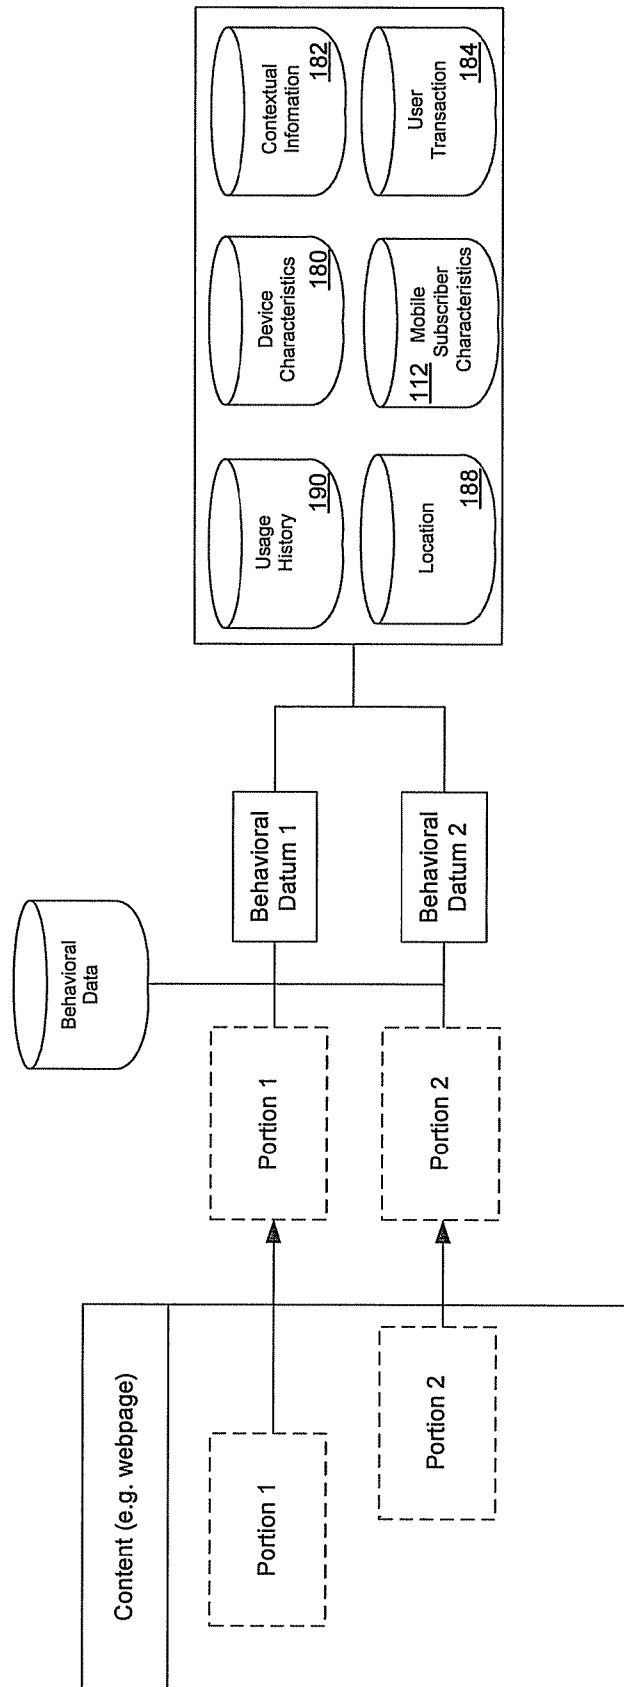 Content (e.g. webpage)
Portion 1
Portion 2
Portion 1
Portion 2
Behavioral
Data
Behavioral
Datum 1
Behavioral
Datum 2
Usage
History
190
Device
Characteristics
180
Contextual
Infomation
182
Location
188
112 Mobile
Subscriber
Characteristics
User
Transaction
184